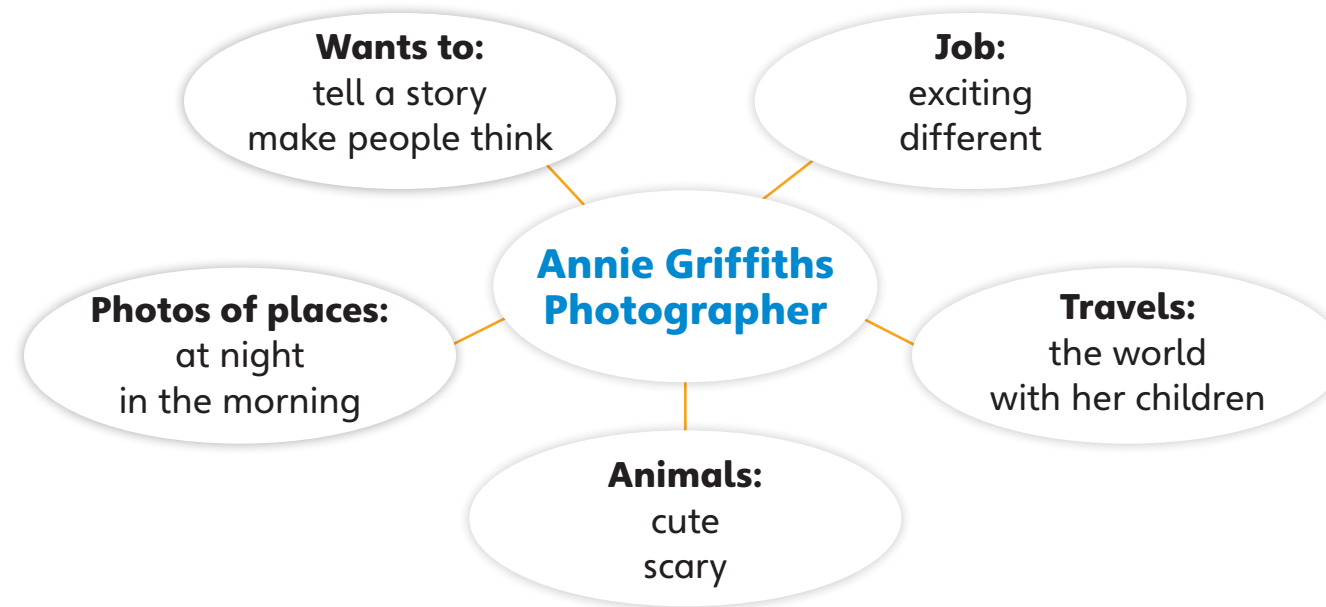 Wants to:
tell a story
make people think
Job:
exciting
different
Annie Griffiths
Photographer
Photos of places:
at night
in the morning
Travels:
the world
with her children
Animals:
cute
scary